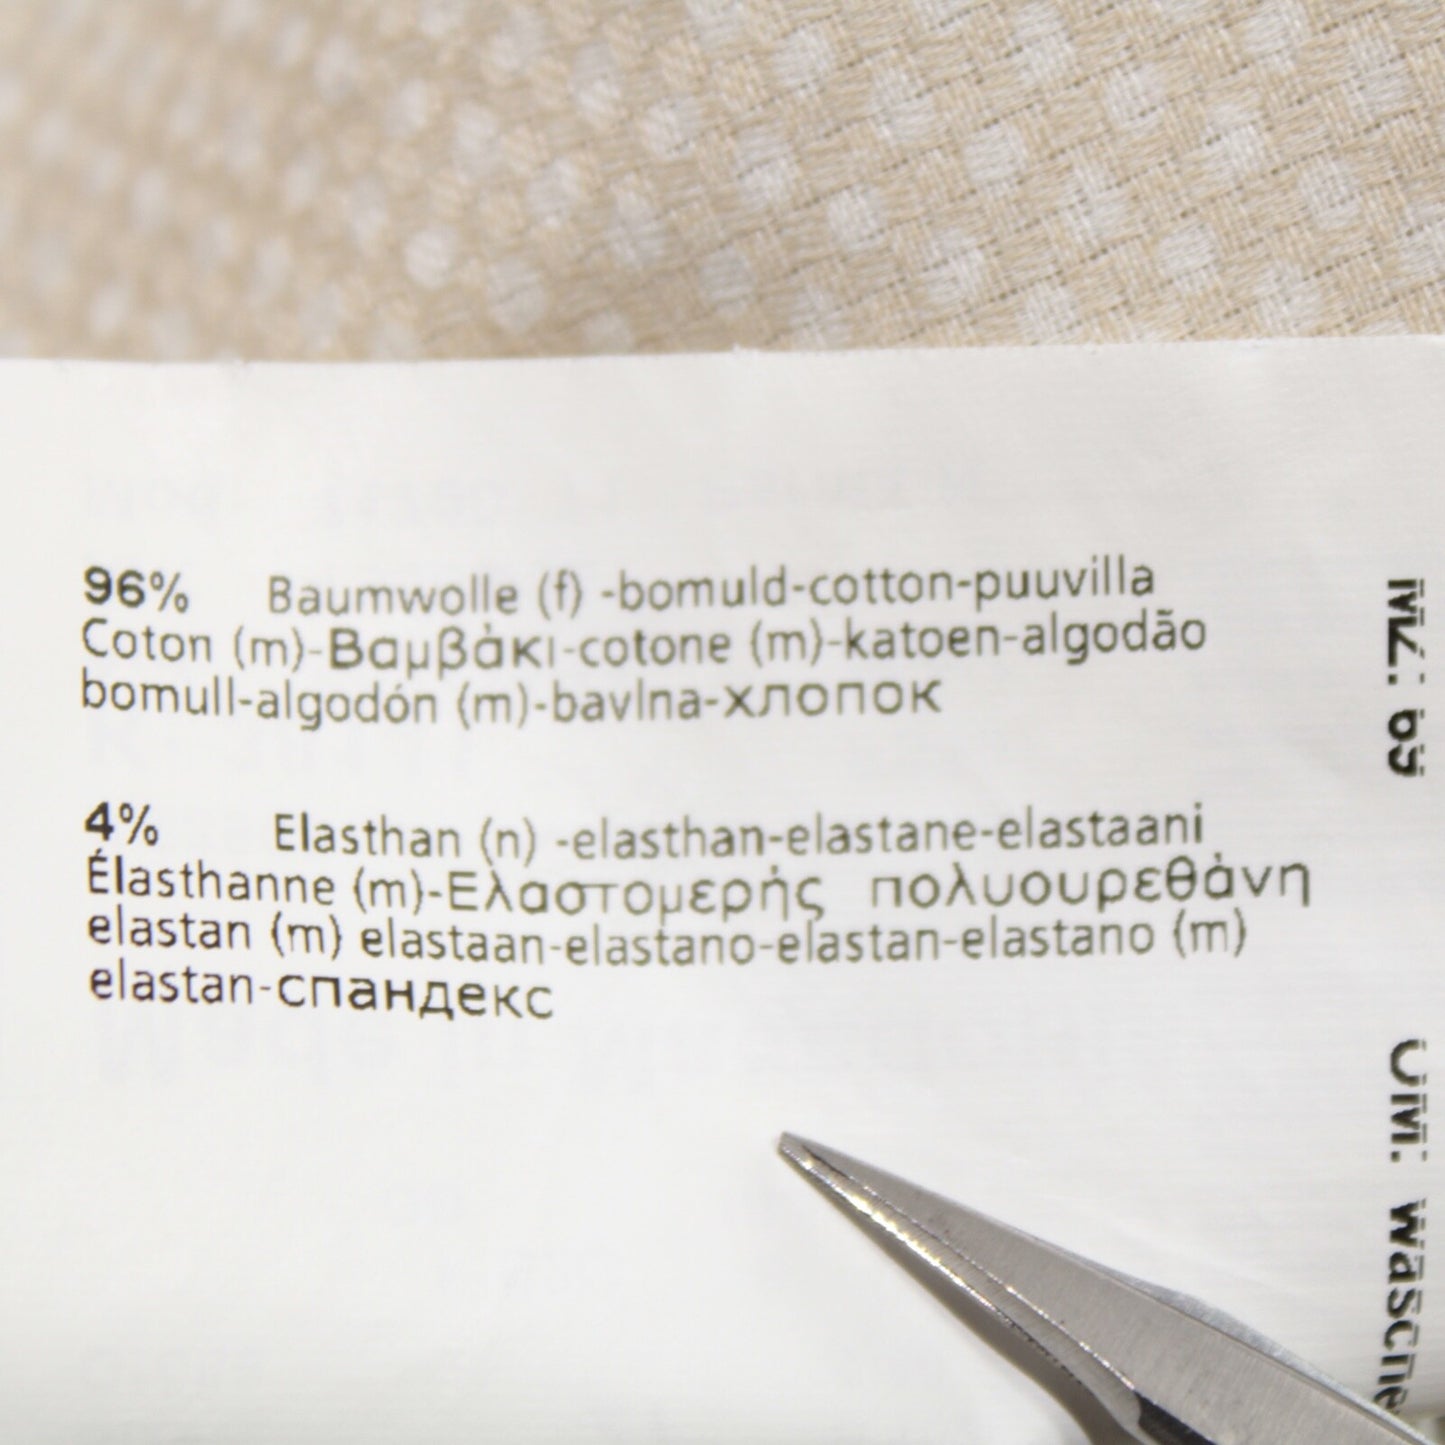 96% Baumwolle (f) -bomuld-cotton-puuvilla
Coton (m)-Βαμβάκι-cotone (m)-katoen-algodão
bomull-algodón (m)-bavlna-хлопок
4% Elasthan (n) -elasthan-elastane-elastaani
Élasthanne (m)-Ελαστομερής πολυουρεθάνη
elastan (m) elastaan-elastano-elastan-elastano (m)
elastan-спандекс